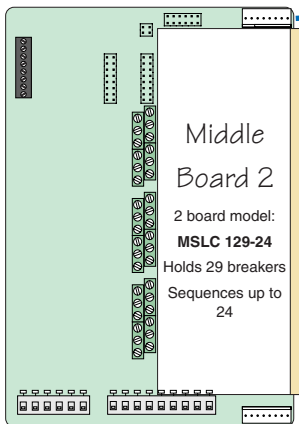 Middle
Board 2
2 board model:
MSLC 129-24
Holds 29 breakers
Sequences up to
24